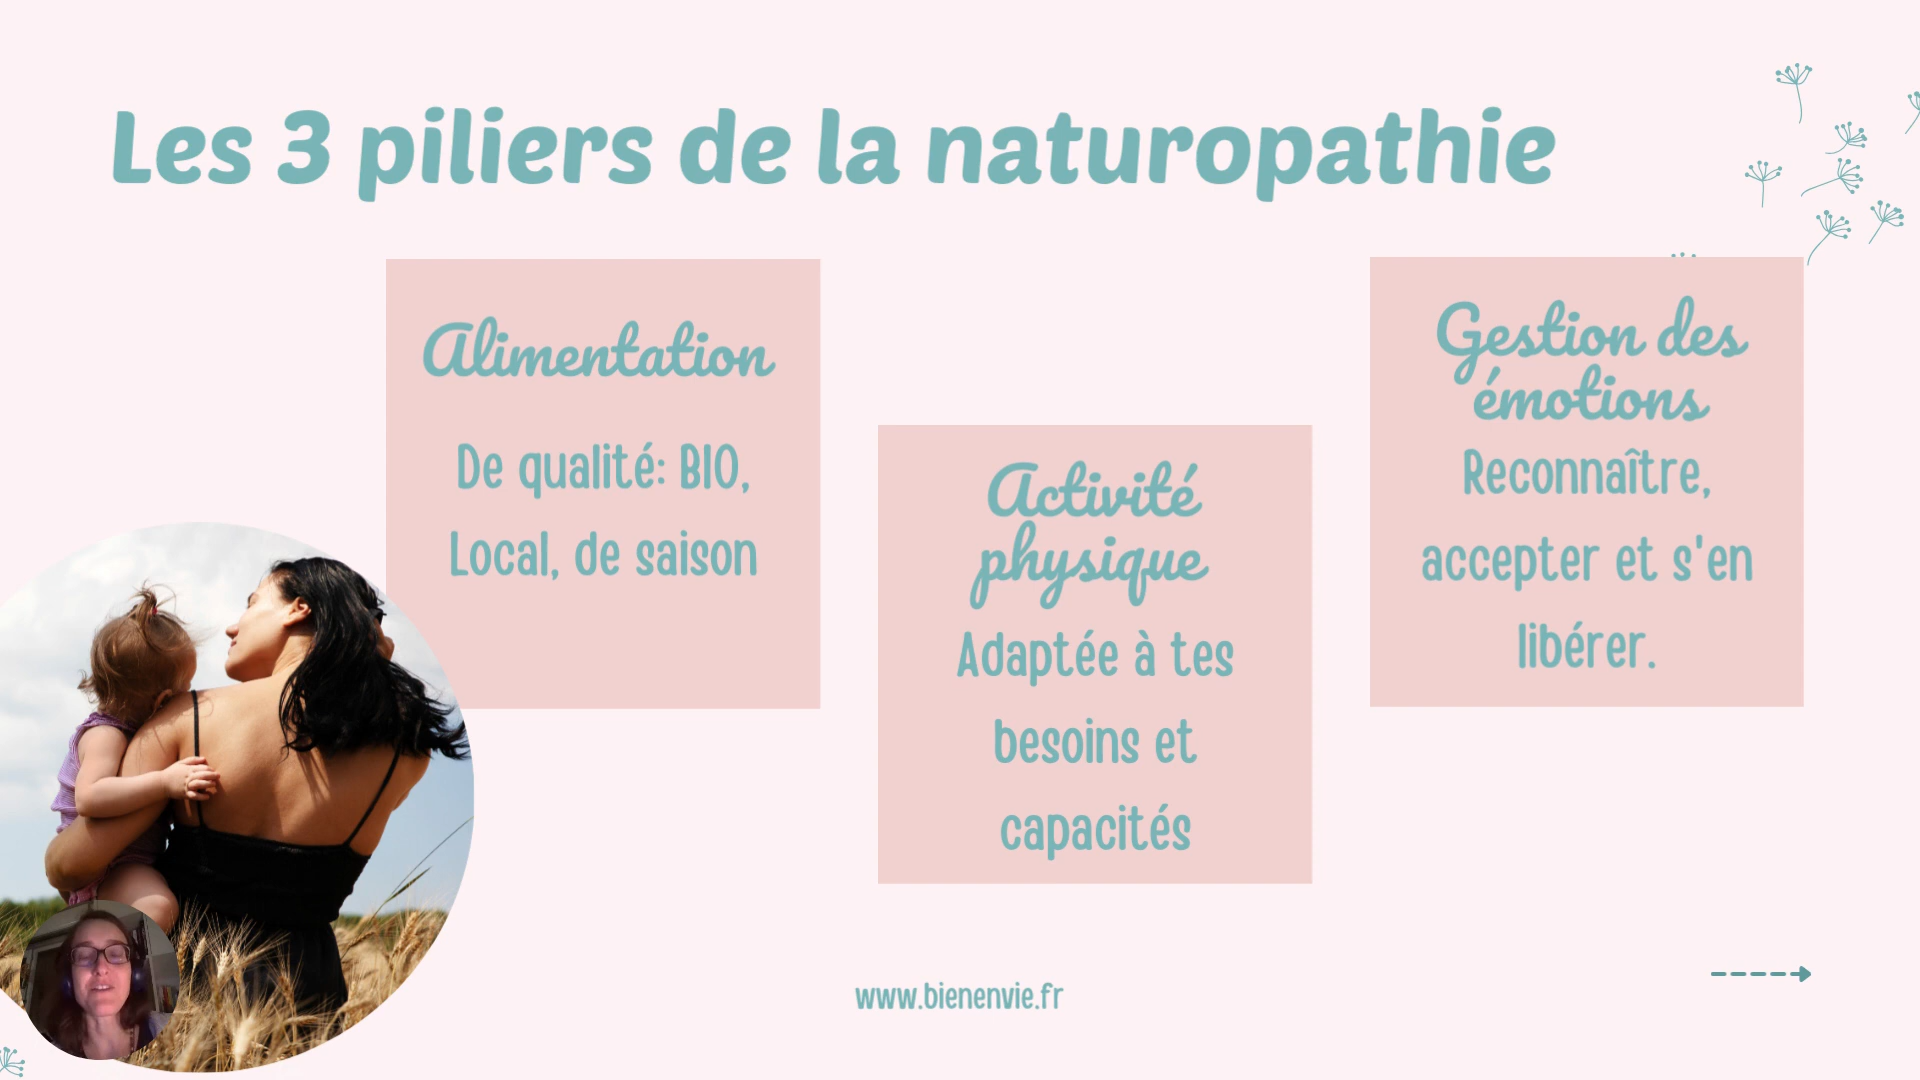 Les 3 piliers de la naturopathie
Alimentation
De qualité: BIO,
Local, de saison
Activité
physique
Adaptée à tes
besoins et
capacités
Gestion des
émotions
Reconnaître,
accepter et s'en
libérer.
www.bienenvie.fr